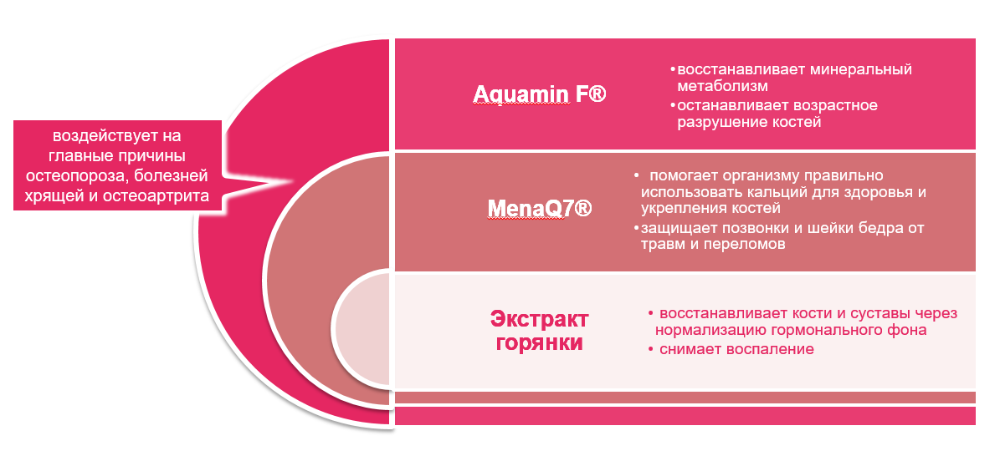 воздействует на
главные причины
остеопороза, болезней
хрящей и остеоартрита
Aquamin F®
•восстанавливает минеральный
метаболизм
•останавливает возрастное
разрушение костей
MenaQ7®
• помогает организму правильно
использовать кальций для здоровья и
укрепления костей
•защищает позвонки и шейки бедра от
травм и переломов
Экстракт
горянки
• восстанавливает кости и суставы через
нормализацию гормонального фона
• снимает воспаление